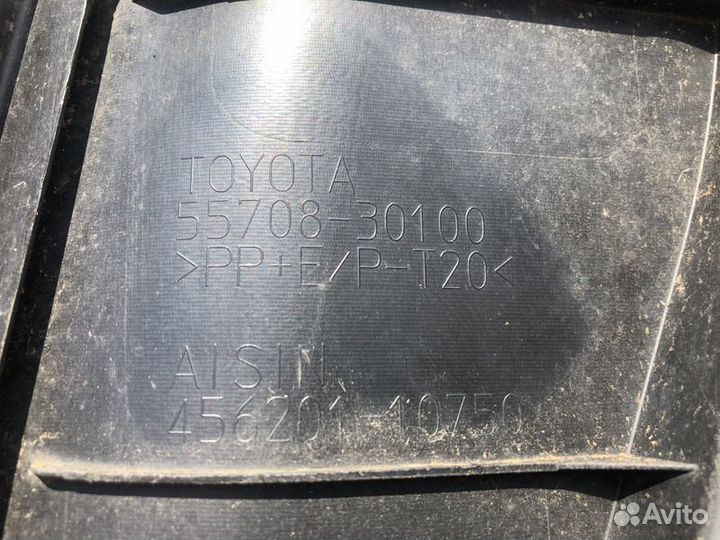 TOYOTA
55708-30100
>PP+E/P-T20<
AISIN
456201-10750
Avito